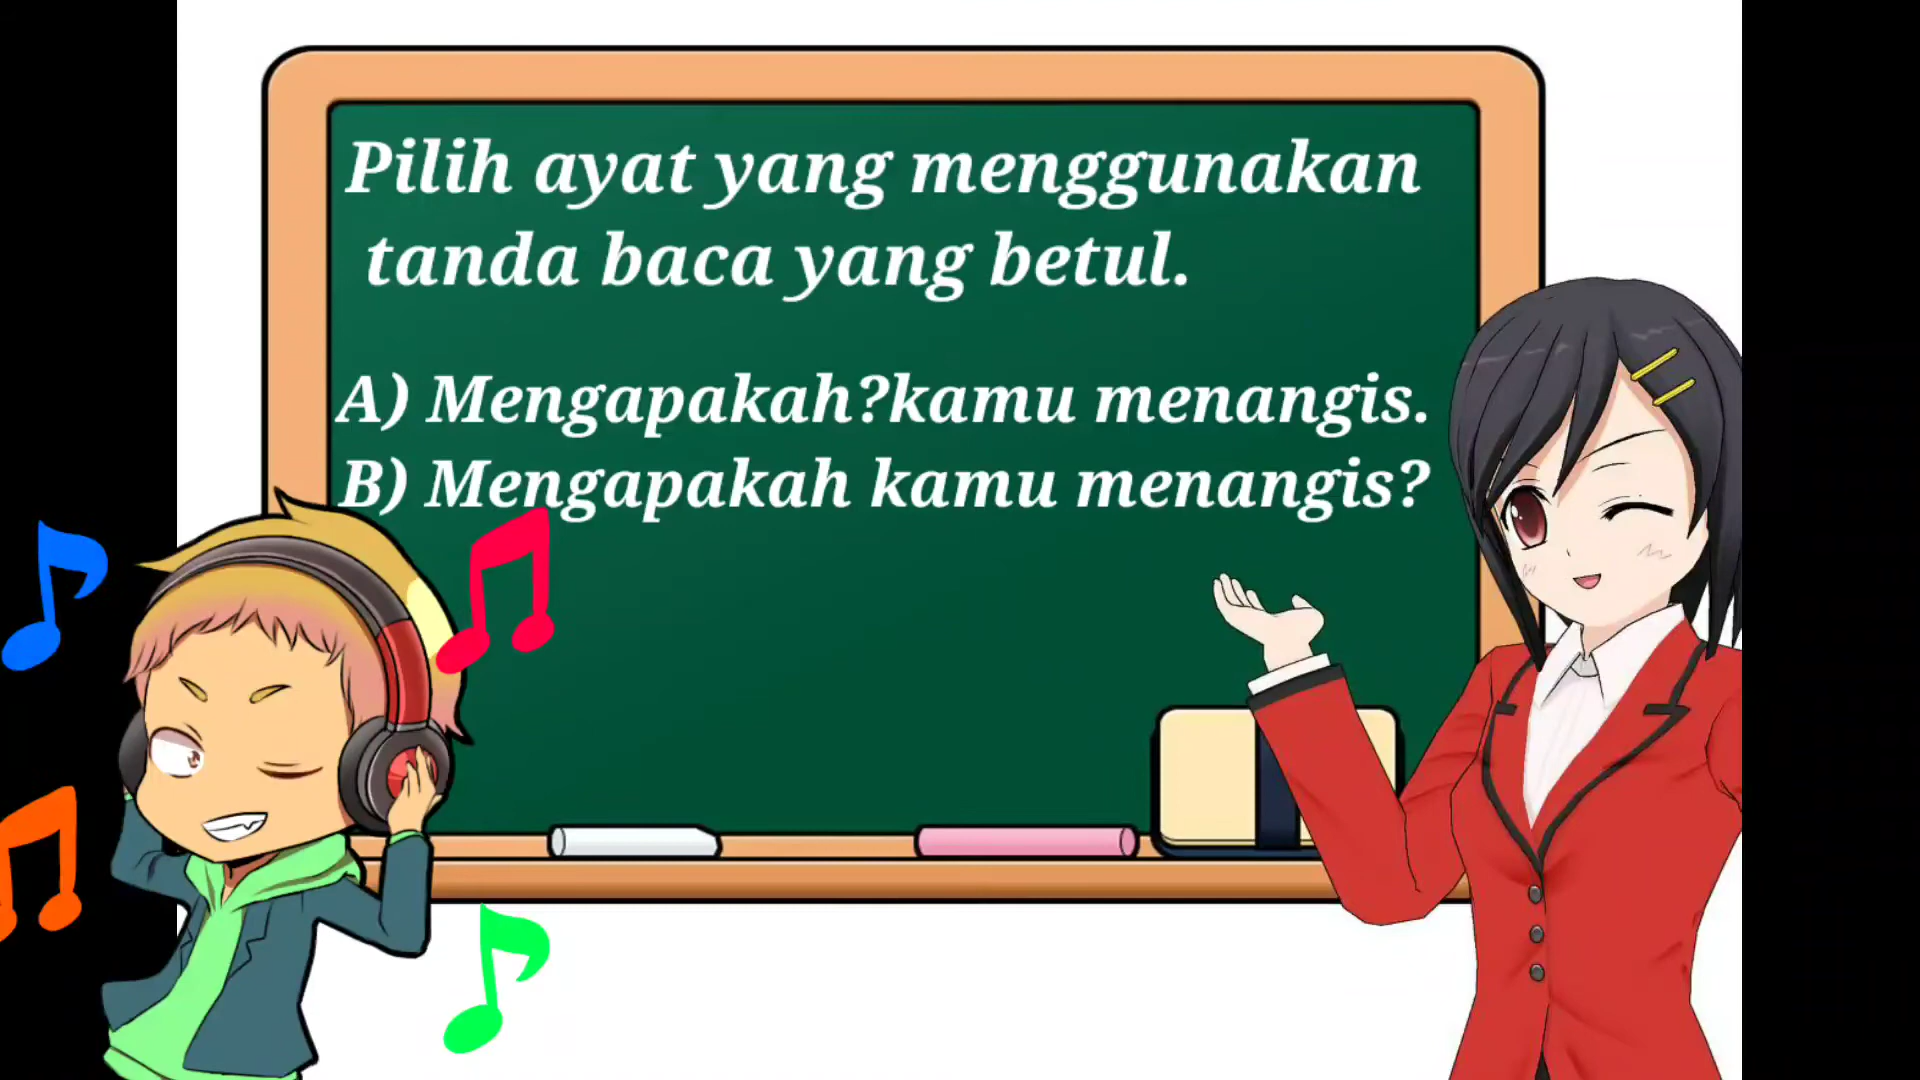 Pilih ayat yang menggunakan
tanda baca yang betul.
A) Mengapakah?kamu menangis.
B) Mengapakah kamu menangis?